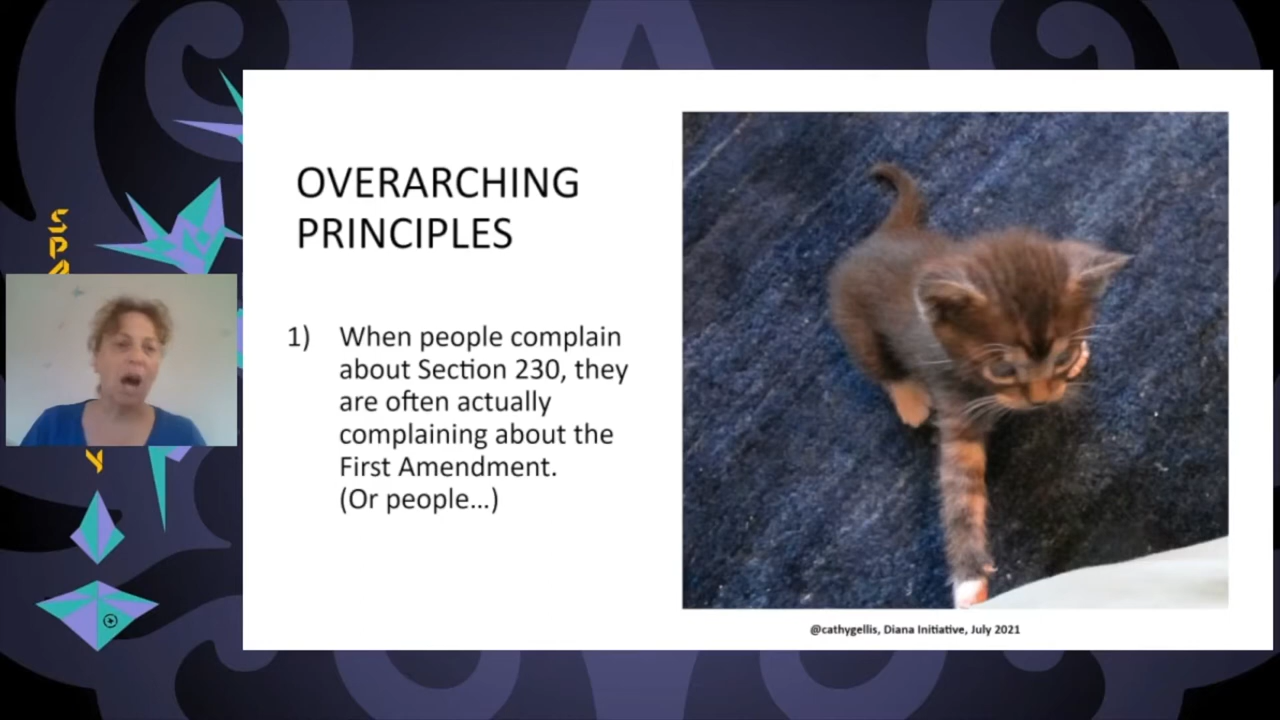 OVERARCHING
PRINCIPLES
1) When people complain
about Section 230, they
are often actually
complaining about the
First Amendment.
(Or people...)
@cathygellis, Diana Initiative, July 2021